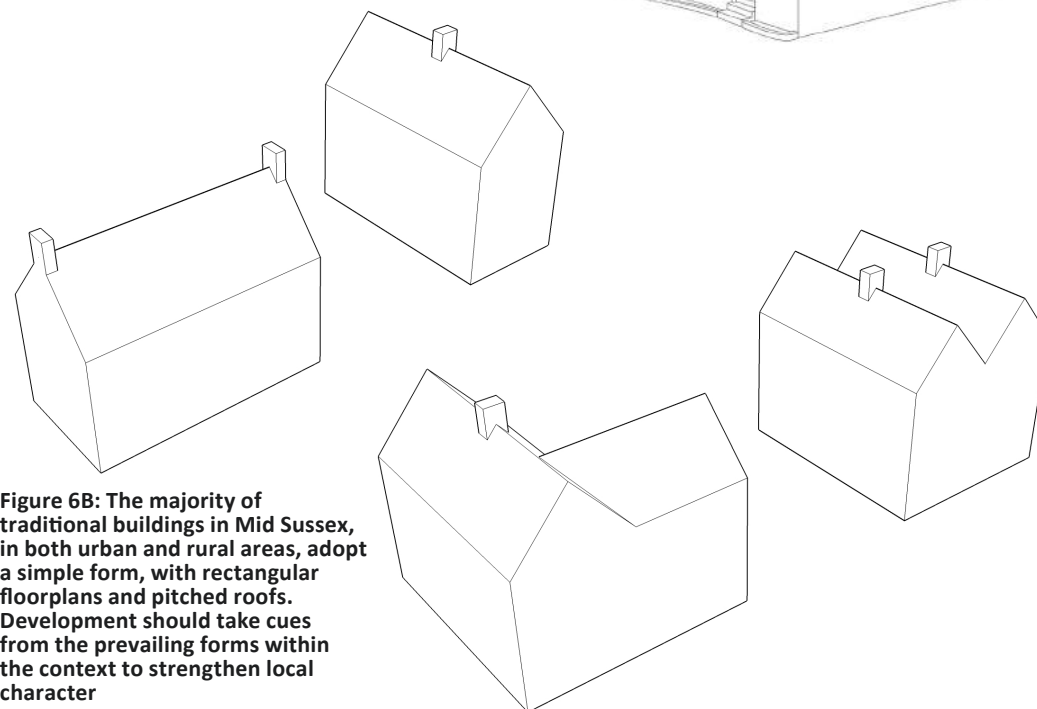 Figure 6B: The majority of
traditional buildings in Mid Sussex,
in both urban and rural areas, adopt
a simple form, with rectangular
floorplans and pitched roofs.
Development should take cues
from the prevailing forms within
the context to strengthen local
character